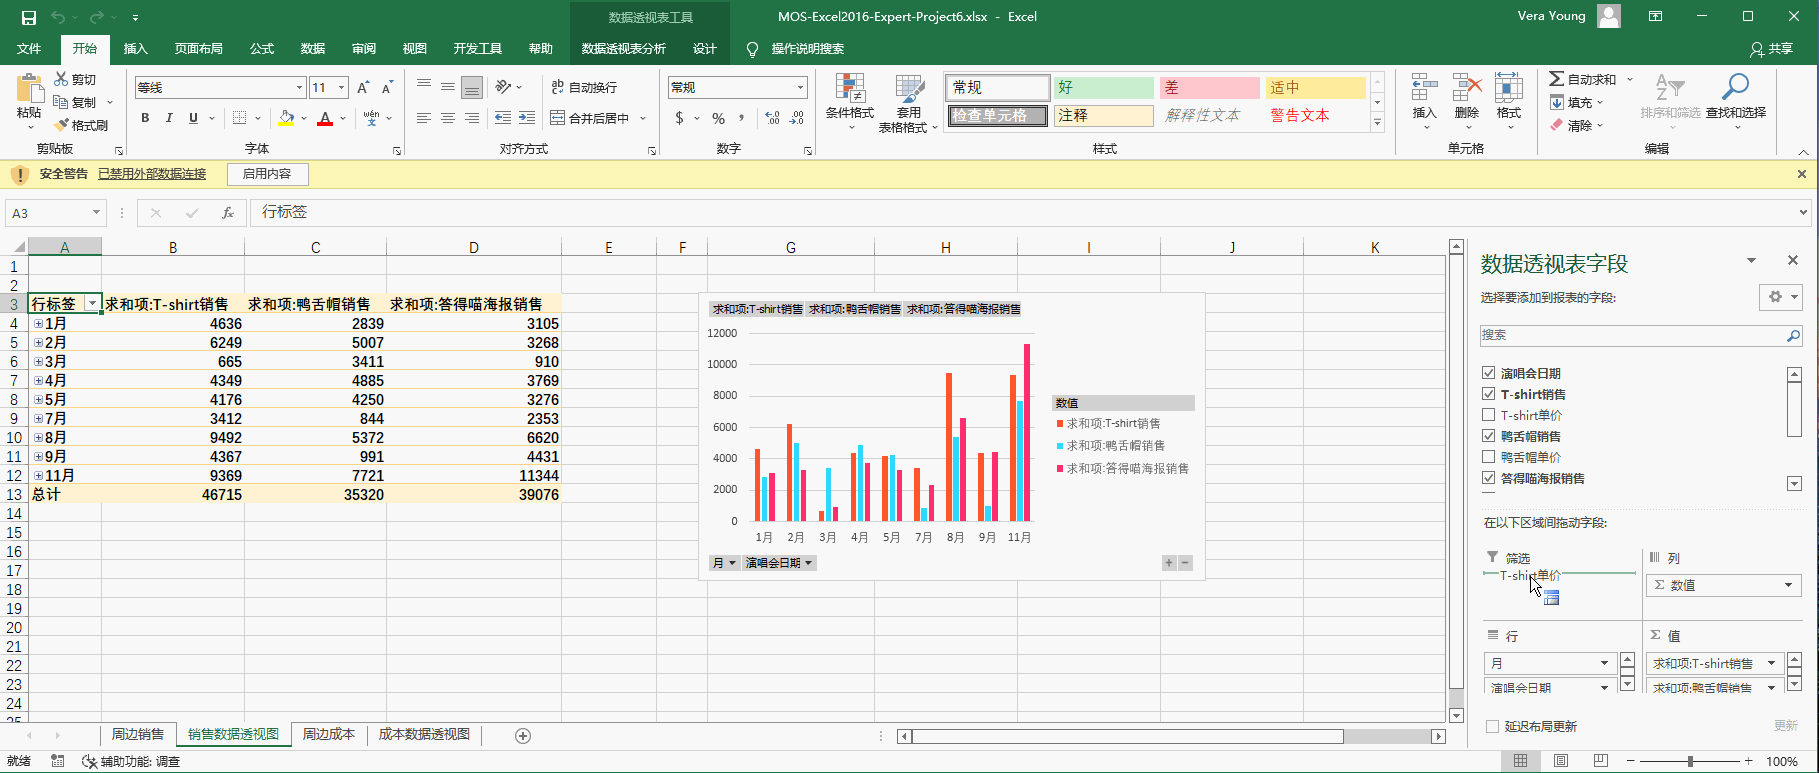 数据透视表工具
MOS-Excel2016-Expert-Project6.xlsx - Excel
Vera Young
文件 开始 插入 页面布局 公式 数据 审阅 视图 开发工具 帮助 数据透视表分析 设计 操作说明搜索 共享
粘贴 剪切 复制 格式刷
等线 11
B I U A wén 文
ab 自动换行
合并后居中
常规
$ % ,
条件格式
套用
表格格式
常规 好 差 适中
检查单元格 注释 解释性文本 警告文本
插入 删除 格式
自动求和
填充
清除
排序和筛选 查找和选择
剪贴板 字体 对齐方式 数字 样式 单元格 编辑
安全警告 已禁用外部数据连接 启用内容
A3 fx 行标签
A B C D E F G H I J K
1
2
3 行标签 求和项:T-shirt销售 求和项:鸭舌帽销售 求和项:答得喵海报销售
4 1月 4636 2839 3105
5 2月 6249 5007 3268
6 3月 665 3411 910
7 4月 4349 4885 3769
8 5月 4176 4250 3276
9 7月 3412 844 2353
10 8月 9492 5372 6620
11 9月 4367 991 4431
12 11月 9369 7721 11344
13 总计 46715 35320 39076
14
15
16
17
18
19
20
21
22
23
24
25
求和项:T-shirt销售 求和项:鸭舌帽销售 求和项:答得喵海报销售
12000
10000
8000
6000
4000
2000
0
1月 2月 3月 4月 5月 7月 8月 9月 11月
数值
求和项:T-shirt销售
求和项:鸭舌帽销售
求和项:答得喵海报销售
月 演唱会日期
数据透视表字段
选择要添加到报表的字段:
搜索
演唱会日期
T-shirt销售
T-shirt单价
鸭舌帽销售
鸭舌帽单价
答得喵海报销售
在以下区域间拖动字段:
筛选
T-shirt单价
列
Σ 数值
行
月
演唱会日期
Σ 值
求和项:T-shirt销售
求和项:鸭舌帽销售
延迟布局更新 更新
周边销售 销售数据透视图 周边成本 成本数据透视图
就绪 辅助功能: 调查 100%